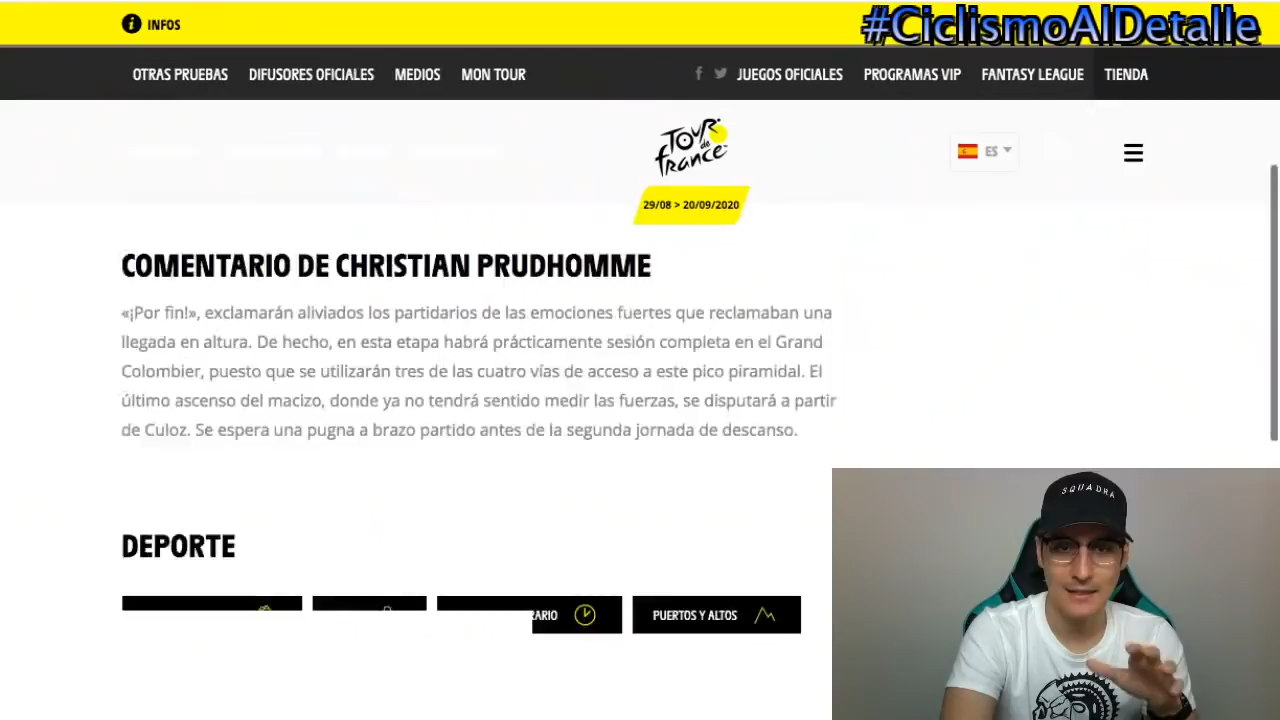 #CiclismoAlDetalle
INFOS
OTRAS PRUEBAS DIFUSORES OFICIALES MEDIOS MON TOUR JUEGOS OFICIALES PROGRAMAS VIP FANTASY LEAGUE TIENDA
TOUR
de
france
ES
29/08 > 20/09/2020
COMENTARIO DE CHRISTIAN PRUDHOMME
«¡Por fin!», exclamarán aliviados los partidarios de las emociones fuertes que reclamaban una
llegada en altura. De hecho, en esta etapa habrá prácticamente sesión completa en el Grand
Colombier, puesto que se utilizarán tres de las cuatro vías de acceso a este pico piramidal. El
último ascenso del macizo, donde ya no tendrá sentido medir las fuerzas, se disputará a partir
de Culoz. Se espera una pugna a brazo partido antes de la segunda jornada de descanso.
DEPORTE
RARIO PUERTOS Y ALTOS
SQUADRA